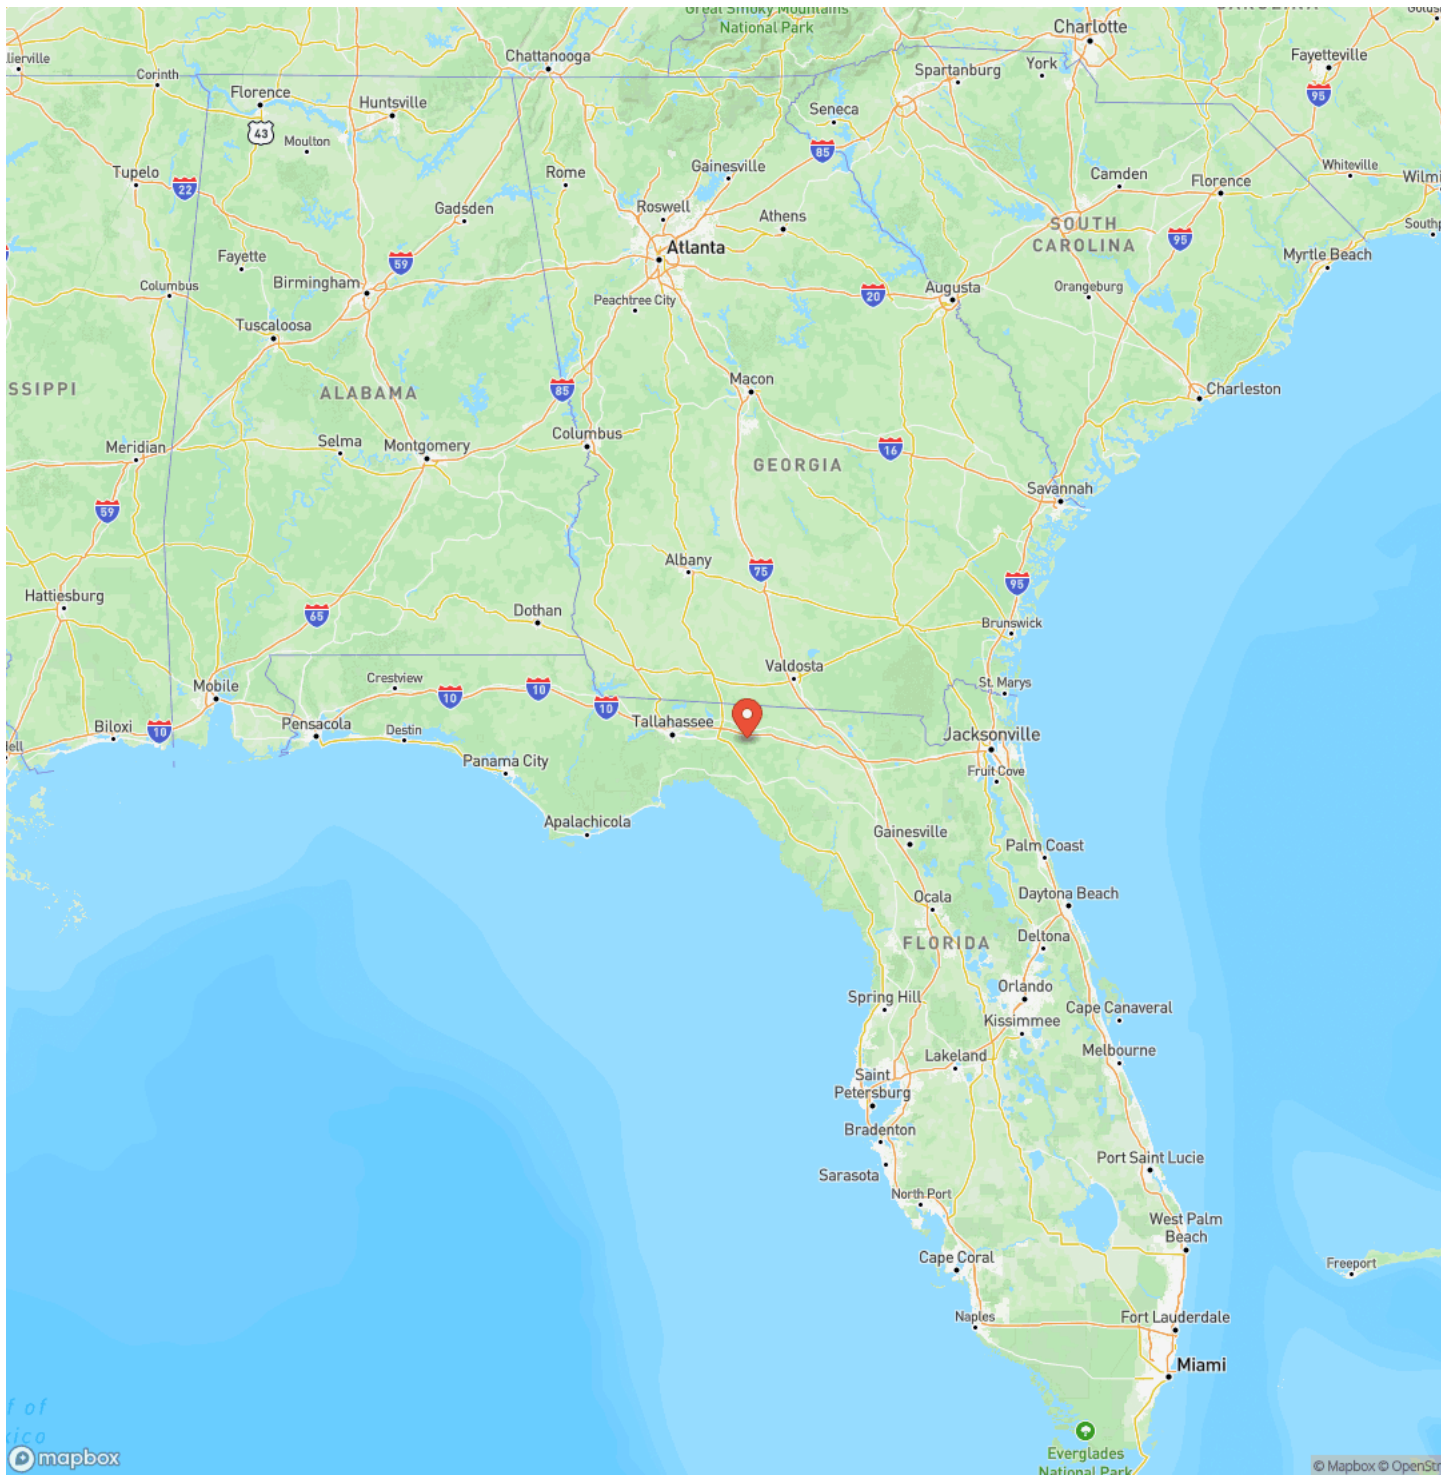 Great Smoky Mountains
National Park
Charlotte
Chattanooga
Spartanburg
York
Fayetteville
Corinth
Florence
Huntsville
Seneca
95
43
Moulton
85
Tupelo
22
Rome
Gainesville
Camden
Florence
Whiteville
Gadsden
Roswell
Athens
SOUTH
CAROLINA
95
Fayette
59
Atlanta
Myrtle Beach
Columbus
Birmingham
Peachtree City
20
Augusta
Orangeburg
Tuscaloosa
Macon
Charleston
ALABAMA
85
Meridian
Selma
Montgomery
Columbus
16
GEORGIA
59
Savannah
Albany
75
95
Hattiesburg
65
Dothan
Brunswick
Valdosta
Crestview
10
10
10
St. Marys
Mobile
Biloxi
10
Pensacola
Destin
Tallahassee
Jacksonville
Panama City
Fruit Cove
Apalachicola
Gainesville
Palm Coast
Ocala
Daytona Beach
FLORIDA
Deltona
Spring Hill
Orlando
Cape Canaveral
Kissimmee
Lakeland
Melbourne
Saint
Petersburg
Bradenton
Port Saint Lucie
Sarasota
North Port
West Palm
Beach
Cape Coral
Freeport
Naples
Fort Lauderdale
Miami
Everglades
National Park
mapbox
© Mapbox © OpenStr